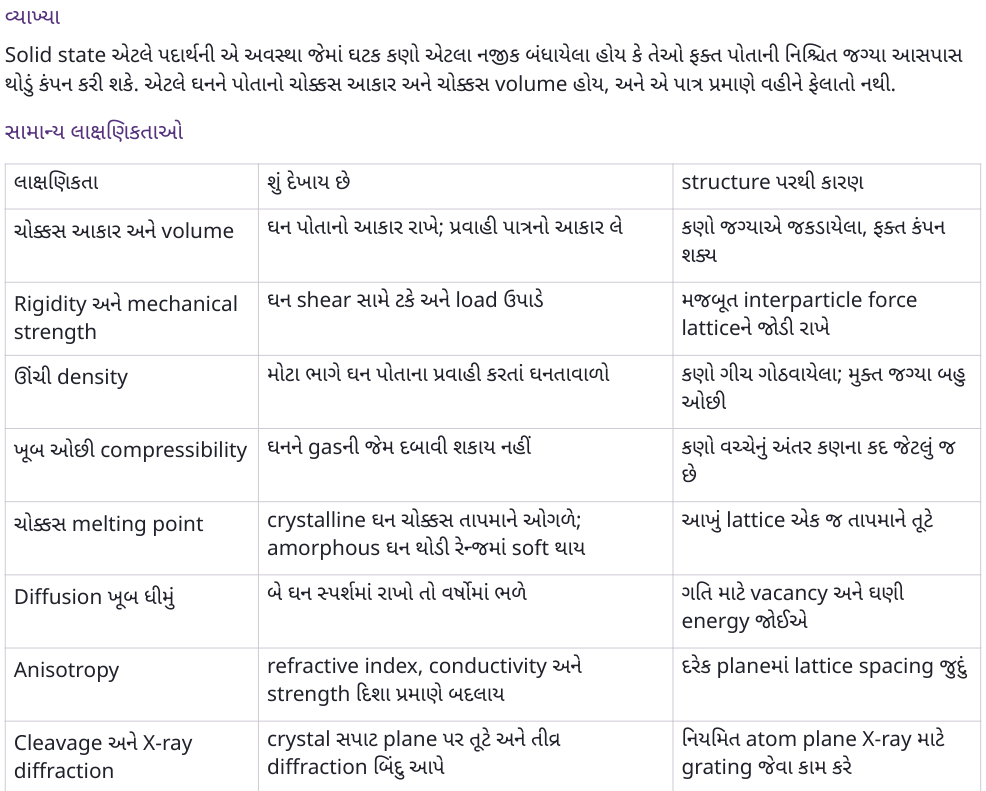 વ્યાખ્યા
Solid state એટલે પદાર્થની એ અવસ્થા જેમાં ઘટક કણો એટલા નજીક બંધાયેલા હોય કે તેઓ ફક્ત પોતાની નિશ્ચિત જગ્યા આસપાસ
થોડું કંપન કરી શકે. એટલે ઘનને પોતાનો ચોક્કસ આકાર અને ચોક્કસ volume હોય, અને એ પાત્ર પ્રમાણે વહીને ફેલાતો નથી.
સામાન્ય લાક્ષણિકતાઓ
લાક્ષણિકતા શું દેખાય છે structure પરથી કારણ
ચોક્કસ આકાર અને volume ઘન પોતાનો આકાર રાખે; પ્રવાહી પાત્રનો આકાર લે કણો જગ્યાએ જકડાયેલા, ફક્ત કંપન
શક્ય
Rigidity અને mechanical ઘન shear સામે ટકે અને load ઉપાડે મજબૂત interparticle force
strength latticeને જોડી રાખે
ઊંચી density મોટા ભાગે ઘન પોતાના પ્રવાહી કરતાં ઘનતાવાળો કણો ગીચ ગોઠવાયેલા; મુક્ત જગ્યા બહુ
ઓછી
ખૂબ ઓછી compressibility ઘનને gasની જેમ દબાવી શકાય નહીં કણો વચ્ચેનું અંતર કણના કદ જેટલું જ
છે
ચોક્કસ melting point crystalline ઘન ચોક્કસ તાપમાને ઓગળે; આખું lattice એક જ તાપમાને તૂટે
amorphous ઘન થોડી રેન્જમાં soft થાય
Diffusion ખૂબ ધીમું બે ઘન સ્પર્શમાં રાખો તો વર્ષોમાં ભળે ગતિ માટે vacancy અને ઘણી
energy જોઈએ
Anisotropy refractive index, conductivity અને દરેક planeમાં lattice spacing જુદું
strength દિશા પ્રમાણે બદલાય
Cleavage અને X-ray crystal સપાટ plane પર તૂટે અને તીવ્ર નિયમિત atom plane X-ray માટે
diffraction diffraction બિંદુ આપે grating જેવા કામ કરે